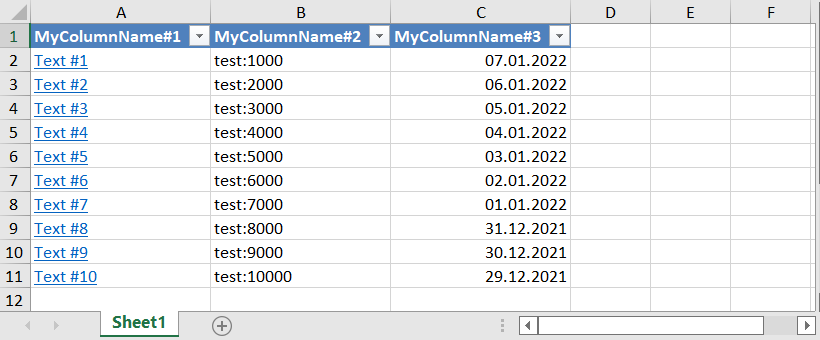 A B C D E F
1 MyColumnName#1 MyColumnName#2 MyColumnName#3
2 Text #1 test:1000 07.01.2022
3 Text #2 test:2000 06.01.2022
4 Text #3 test:3000 05.01.2022
5 Text #4 test:4000 04.01.2022
6 Text #5 test:5000 03.01.2022
7 Text #6 test:6000 02.01.2022
8 Text #7 test:7000 01.01.2022
9 Text #8 test:8000 31.12.2021
10 Text #9 test:9000 30.12.2021
11 Text #10 test:10000 29.12.2021
12
Sheet1